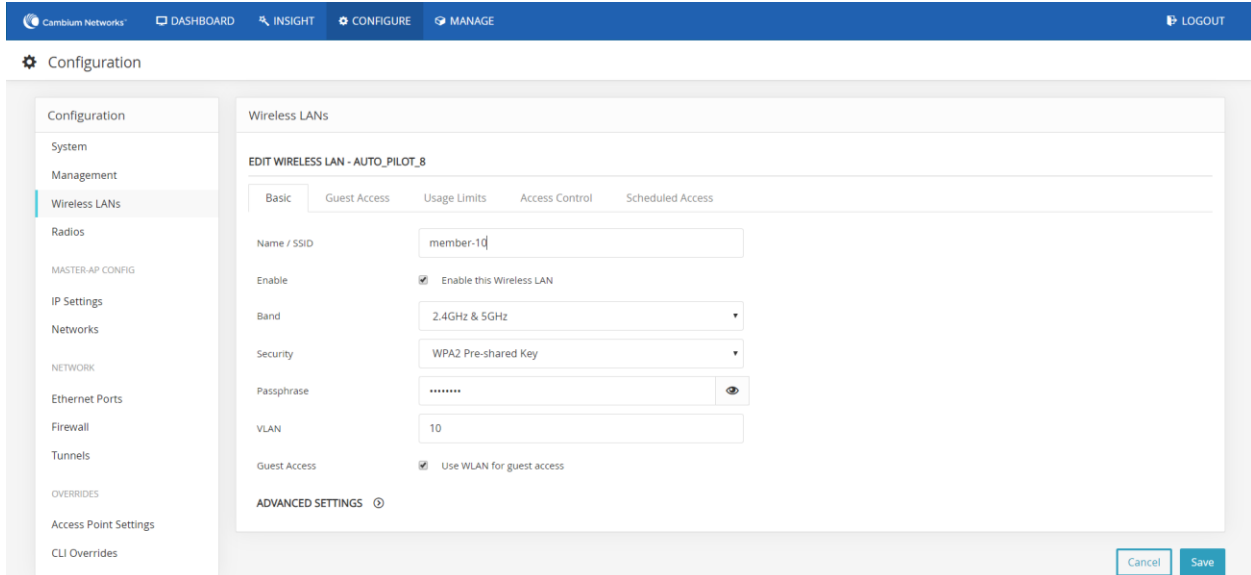 Cambium Networks™ DASHBOARD INSIGHT CONFIGURE MANAGE LOGOUT
Configuration
Configuration
System
Management
Wireless LANs
Radios
MASTER-AP CONFIG
IP Settings
Networks
NETWORK
Ethernet Ports
Firewall
Tunnels
OVERRIDES
Access Point Settings
CLI Overrides
Wireless LANs
EDIT WIRELESS LAN - AUTO_PILOT_8
Basic Guest Access Usage Limits Access Control Scheduled Access
Name / SSID member-10
Enable Enable this Wireless LAN
Band 2.4GHz & 5GHz
Security WPA2 Pre-shared Key
Passphrase ••••••••
VLAN 10
Guest Access Use WLAN for guest access
ADVANCED SETTINGS
Cancel Save